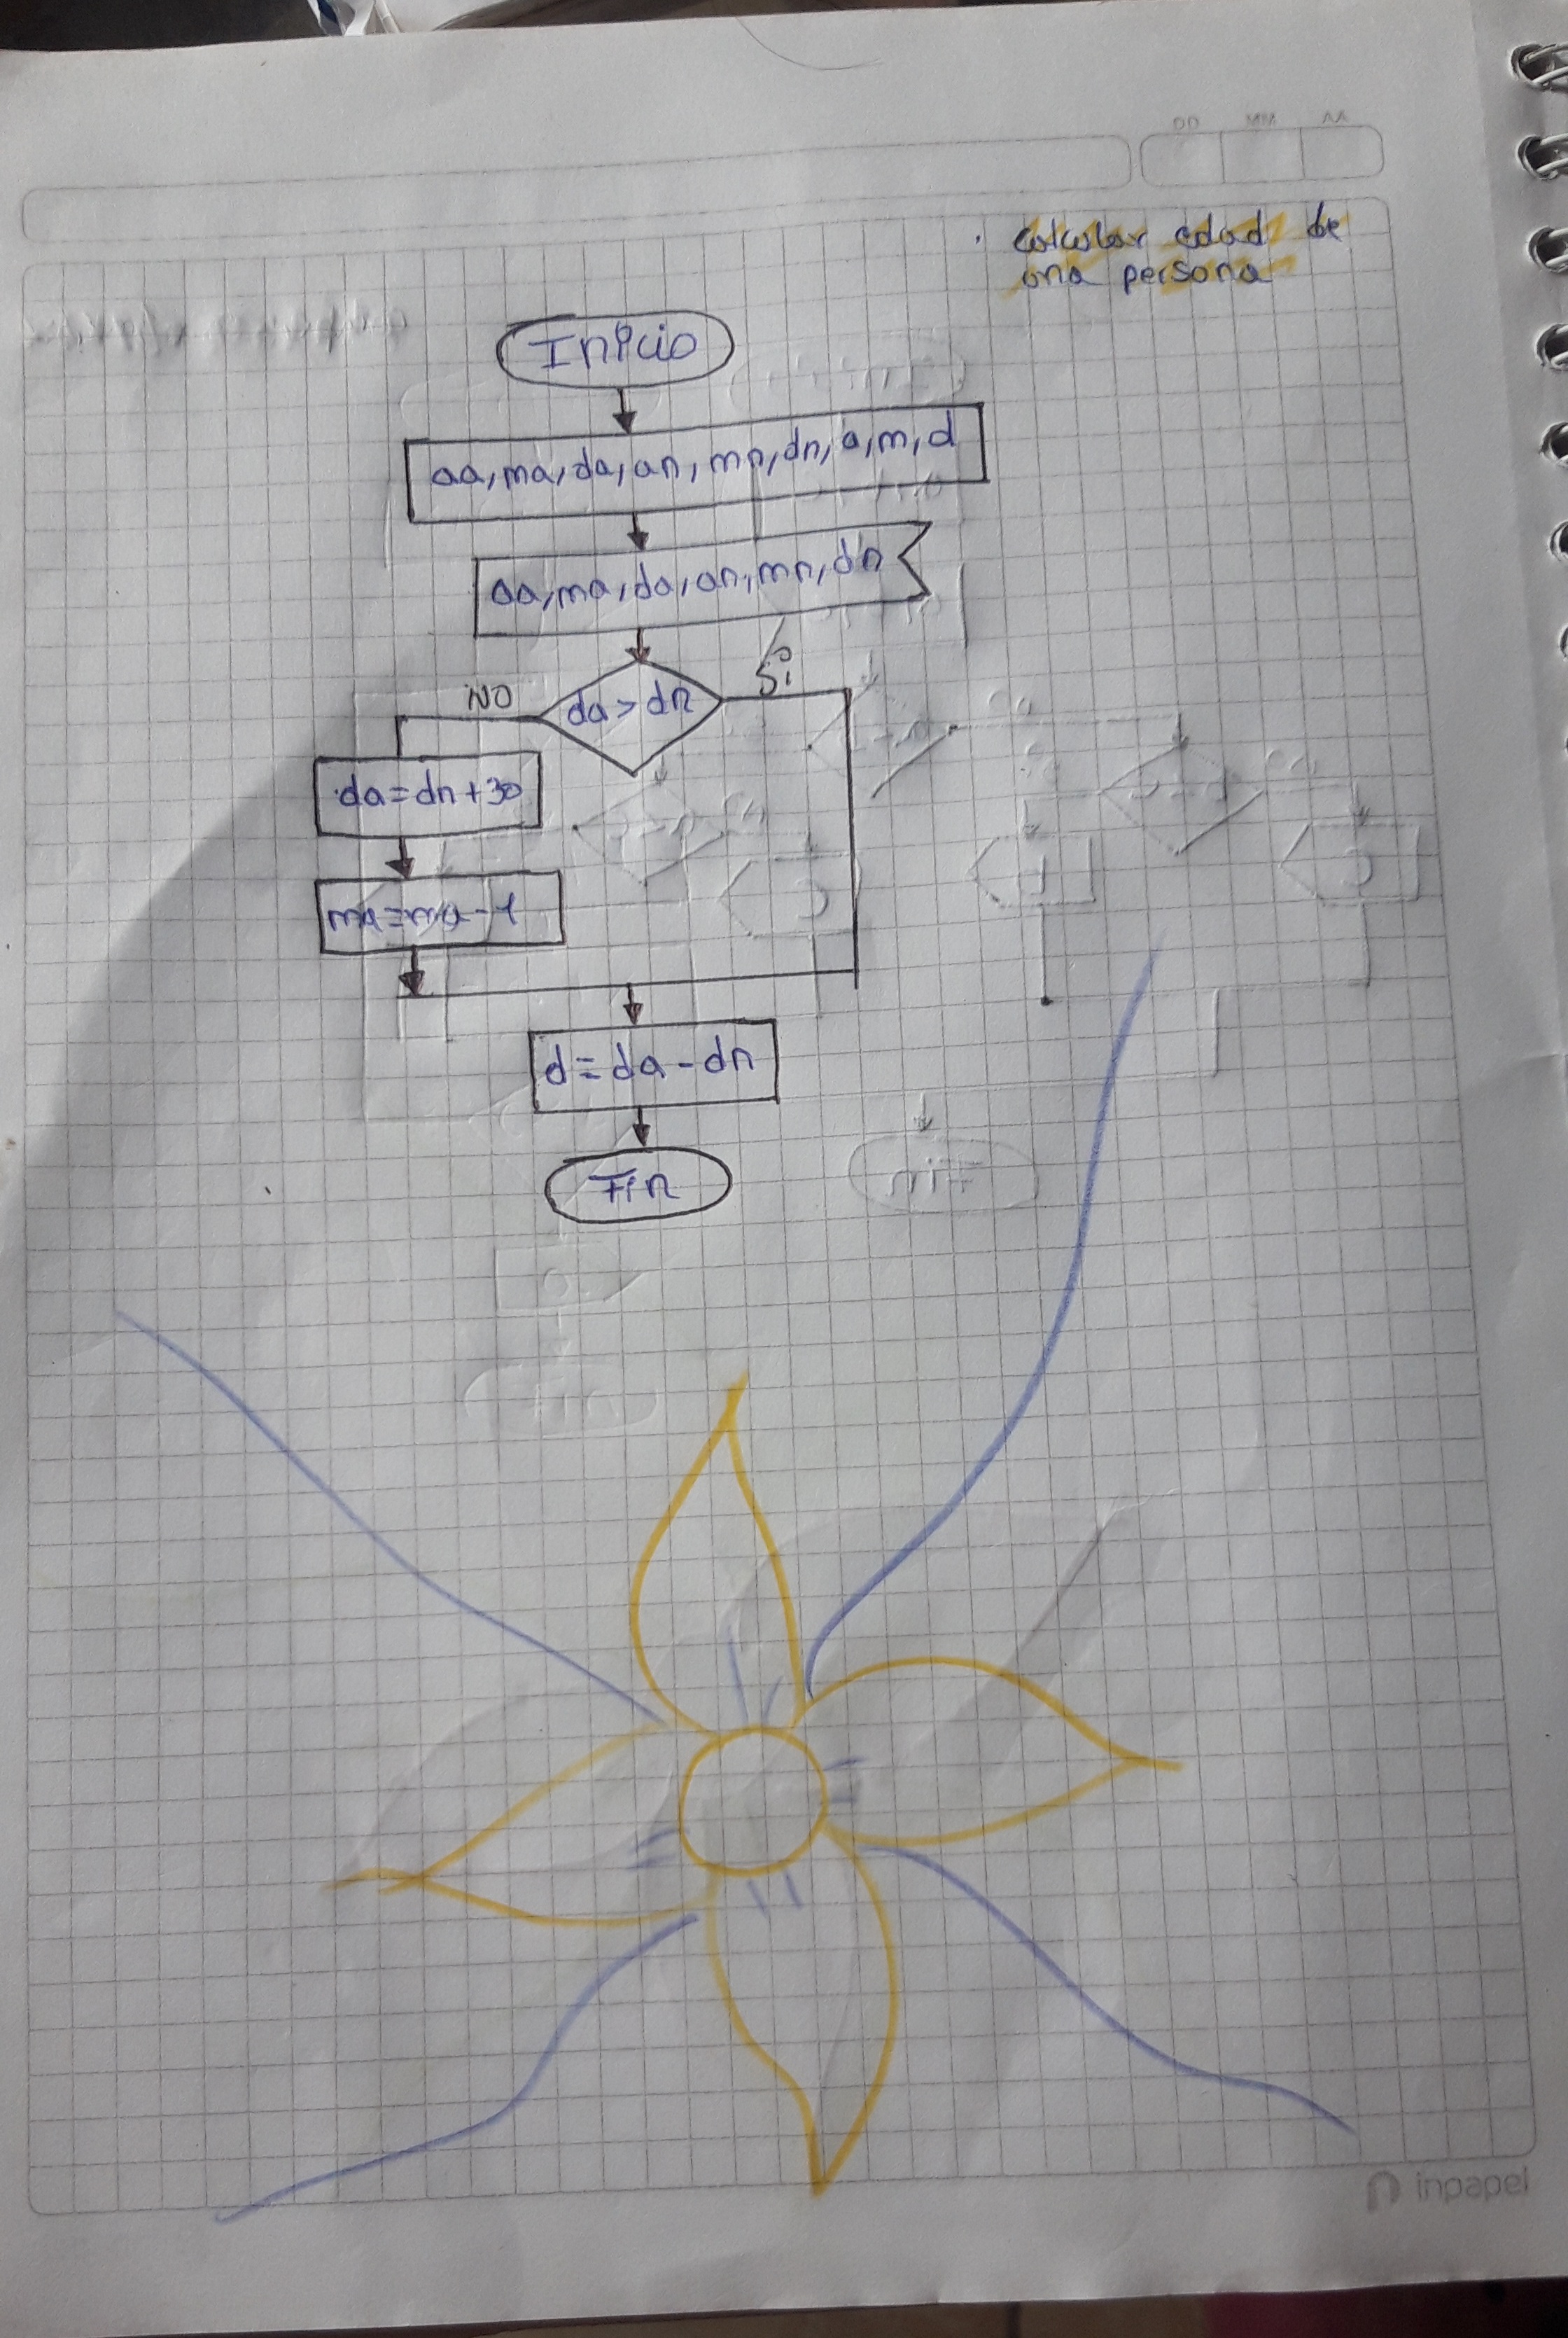 DD MM AA
· calcular edad de
una persona
Inicio
aa, ma, da, an, mn, dn, a, m, d
aa, ma, da, an, mn, dn
NO
da > dn
Si
da = dn + 30
ma = ma - 1
d = da - dn
Fin
Fin
inpapel